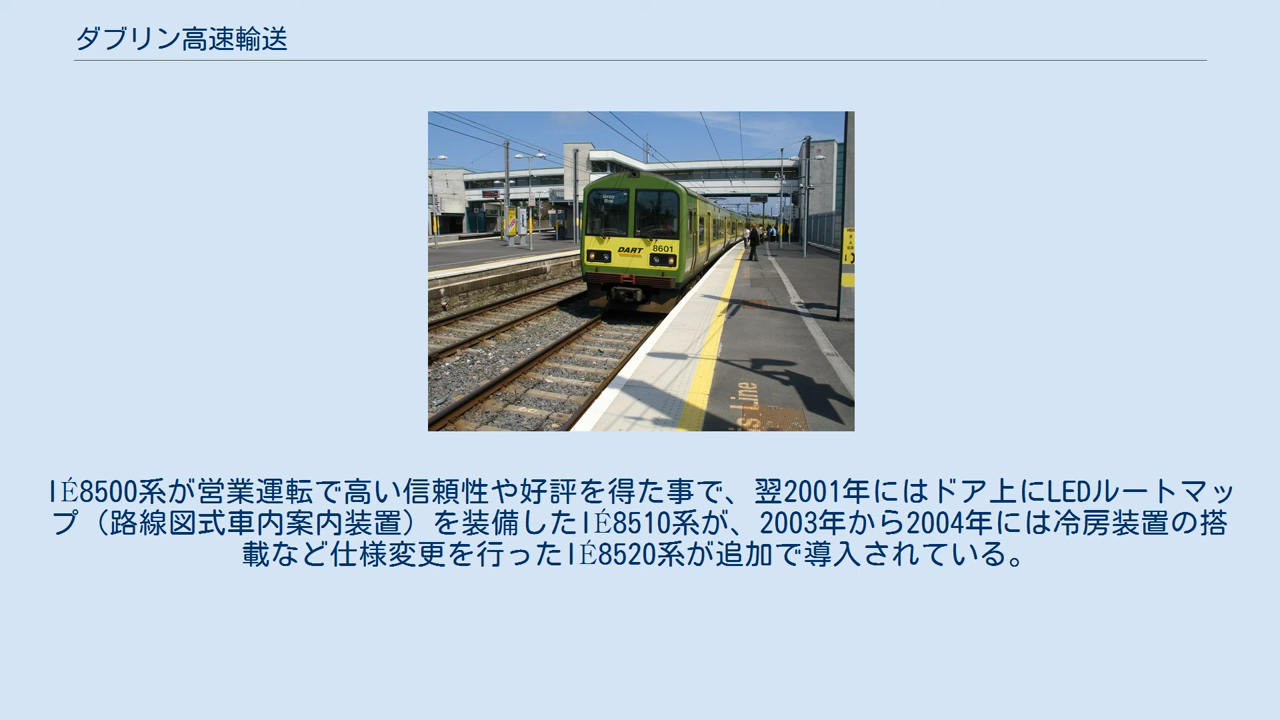 ダブリン高速輸送
DART
8601
IÉ8500系が営業運転で高い信頼性や好評を得た事で、翌2001年にはドア上にLEDルートマッ
プ（路線図式車内案内装置）を装備したIÉ8510系が、2003年から2004年には冷房装置の搭
載など仕様変更を行ったIÉ8520系が追加で導入されている。